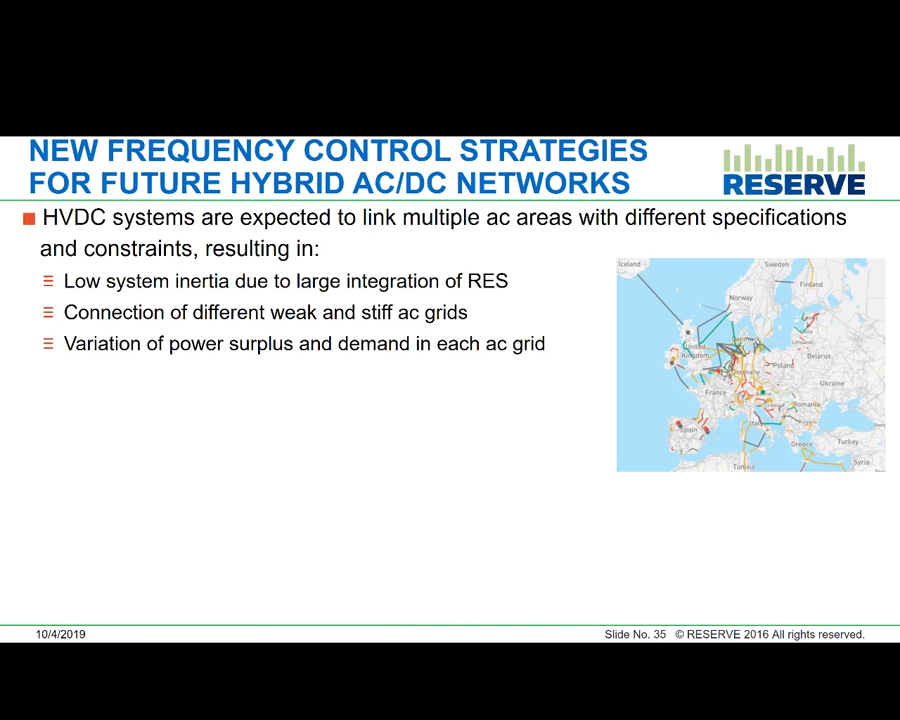 NEW FREQUENCY CONTROL STRATEGIES
FOR FUTURE HYBRID AC/DC NETWORKS
RESERVE
HVDC systems are expected to link multiple ac areas with different specifications
and constraints, resulting in:
Low system inertia due to large integration of RES
Connection of different weak and stiff ac grids
Variation of power surplus and demand in each ac grid
Iceland
Sweden
Finland
Norway
United
Kingdom
Denmark
Lithuania
Belarus
Poland
Germany
Ukraine
France
Romania
Italy
Spain
Greece
Turkey
Tunisia
Syria
10/4/2019
Slide No. 35 © RESERVE 2016 All rights reserved.